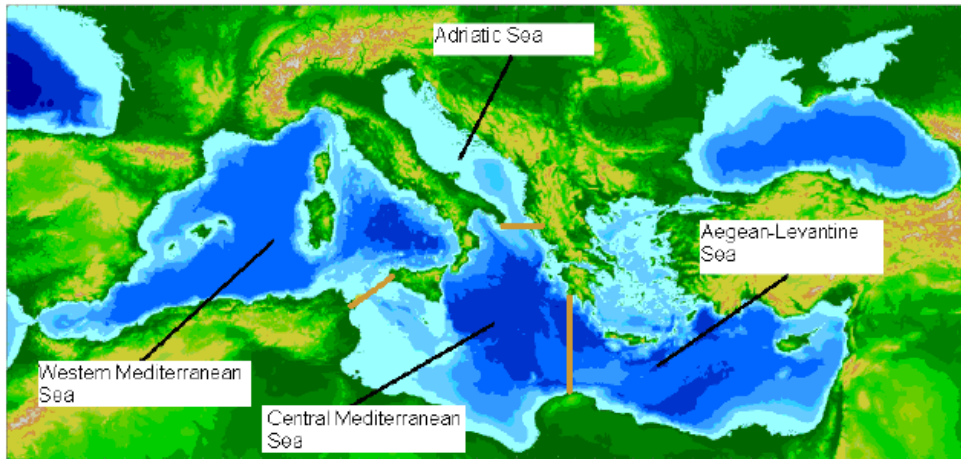 Adriatic Sea
Aegean-Levantine
Sea
Western Mediterranean
Sea
Central Mediterranean
Sea